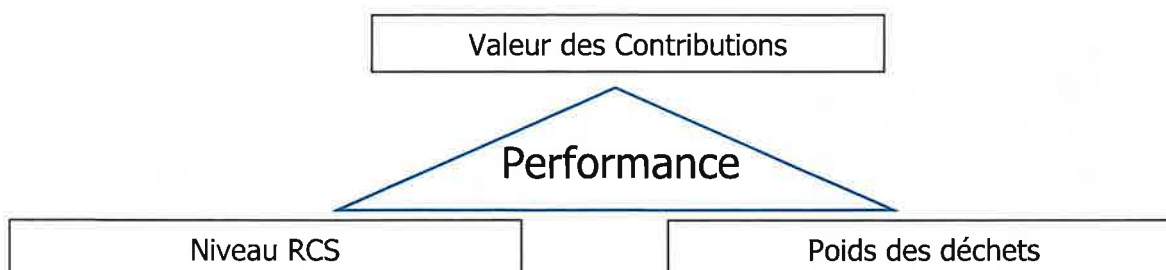 Valeur des Contributions
Performance
Niveau RCS
Poids des déchets